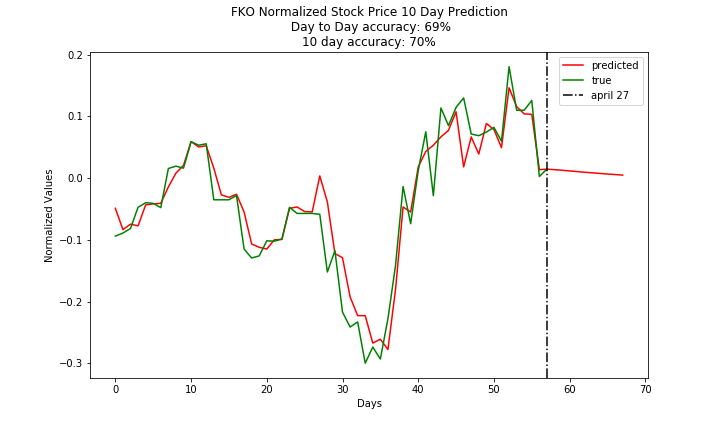 FKO Normalized Stock Price 10 Day Prediction
Day to Day accuracy: 69%
10 day accuracy: 70%
predicted
true
april 27
Normalized Values
0.2
0.1
0.0
−0.1
−0.2
−0.3
0 10 20 30 40 50 60 70
Days